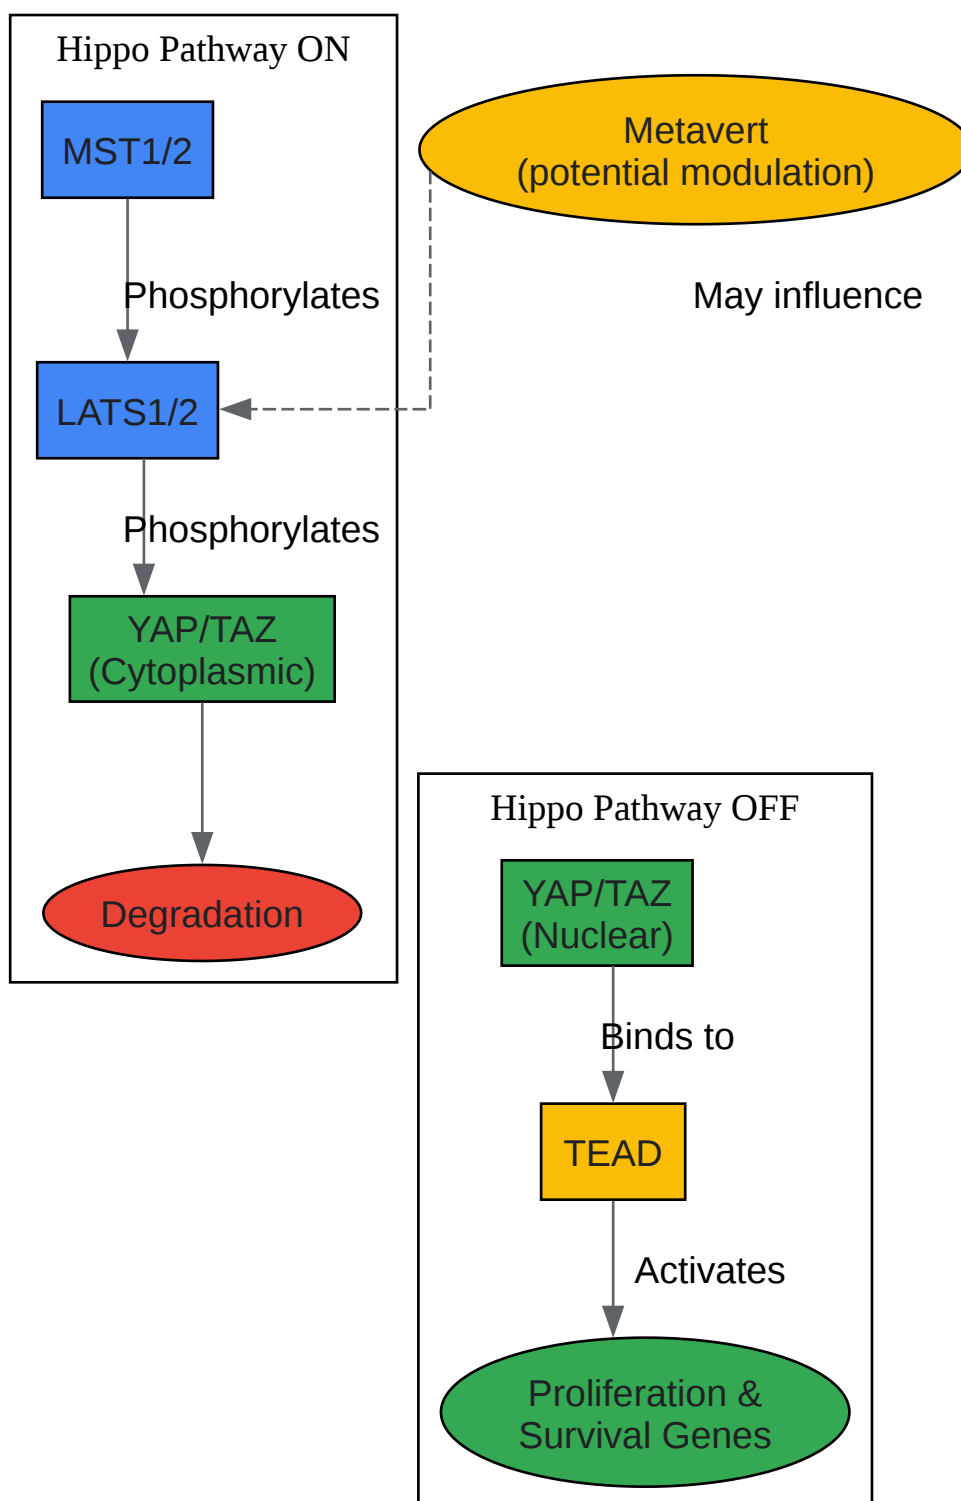 Hippo Pathway ON
MST1/2
Metavert
(potential modulation)
Phosphorylates
May influence
LATS1/2
Phosphorylates
YAP/TAZ
(Cytoplasmic)
Degradation
Hippo Pathway OFF
YAP/TAZ
(Nuclear)
Binds to
TEAD
Activates
Proliferation &
Survival Genes